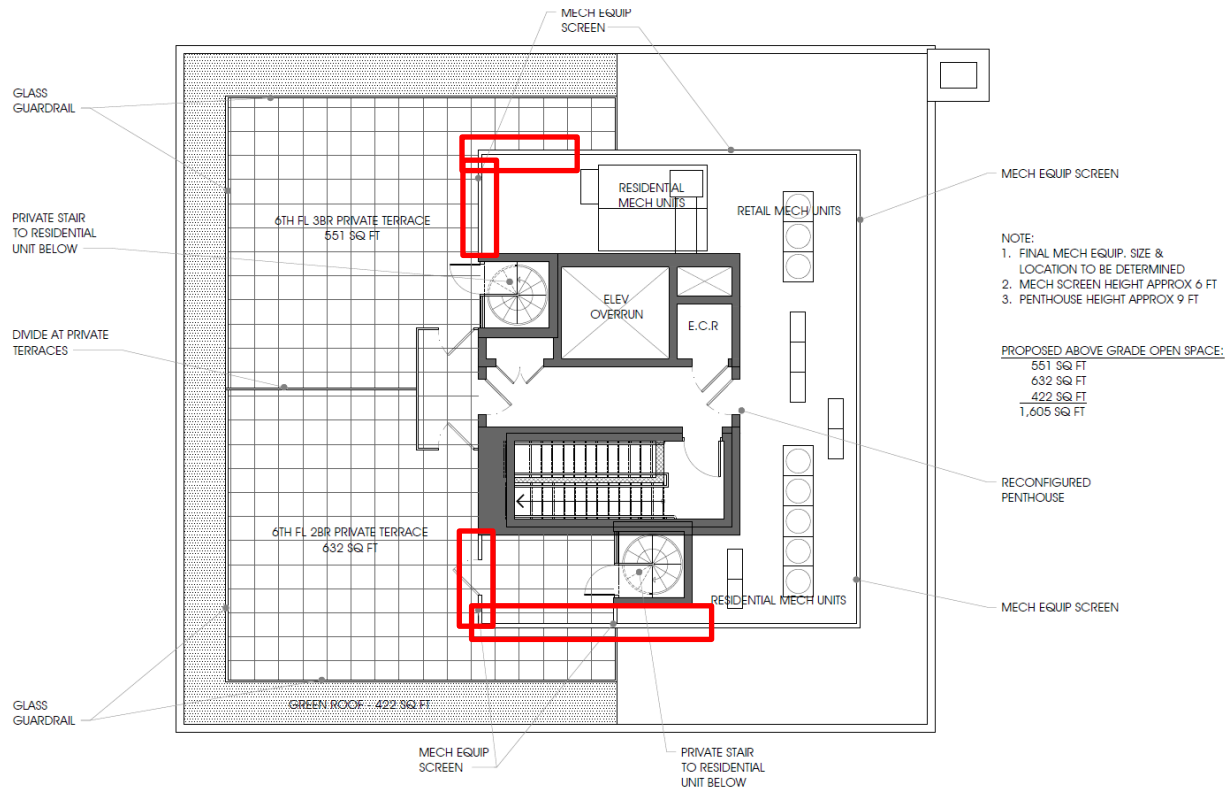 MECH EQUIP
SCREEN
GLASS
GUARDRAIL
MECH EQUIP SCREEN
RESIDENTIAL
MECH UNITS
RETAIL MECH UNITS
6TH FL 3BR PRIVATE TERRACE
551 SQ FT
PRIVATE STAIR
TO RESIDENTIAL
UNIT BELOW
NOTE:
1. FINAL MECH EQUIP. SIZE &
LOCATION TO BE DETERMINED
2. MECH SCREEN HEIGHT APPROX 6 FT
3. PENTHOUSE HEIGHT APPROX 9 FT
ELEV
OVERRUN
E.C.R
DIVIDE AT PRIVATE
TERRACES
PROPOSED ABOVE GRADE OPEN SPACE:
551 SQ FT
632 SQ FT
422 SQ FT
1,605 SQ FT
RECONFIGURED
PENTHOUSE
6TH FL 2BR PRIVATE TERRACE
632 SQ FT
RESIDENTIAL MECH UNITS
MECH EQUIP SCREEN
GLASS
GUARDRAIL
GREEN ROOF - 422 SQ FT
MECH EQUIP
SCREEN
PRIVATE STAIR
TO RESIDENTIAL
UNIT BELOW